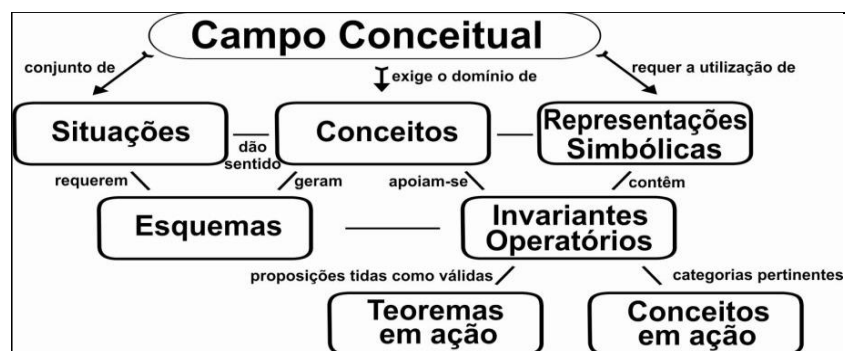 Campo Conceitual
conjunto de
exige o domínio de
requer a utilização de
Situações
dão
sentido
Conceitos
Representações
Simbólicas
requerem
geram
apoiam-se
contêm
Esquemas
Invariantes
Operatórios
proposições tidas como válidas
categorias pertinentes
Teoremas
em ação
Conceitos
em ação